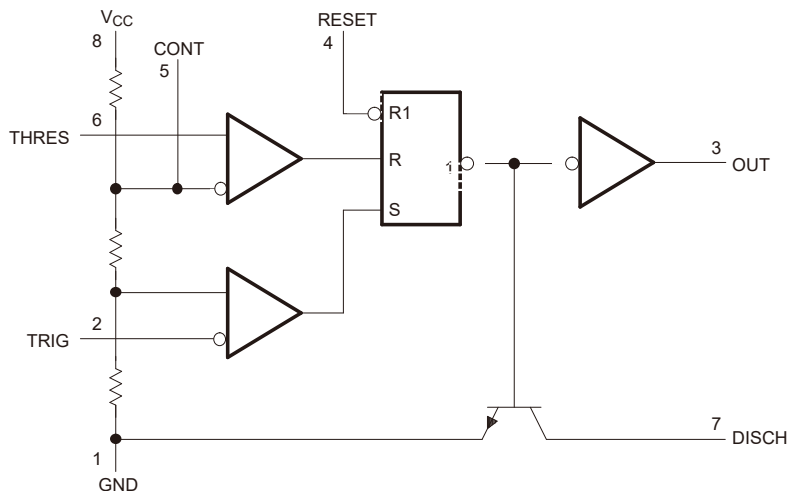 VCC
8
CONT
5
RESET
4
6
THRES
R1
R
1
S
3
OUT
2
TRIG
7
DISCH
1
GND